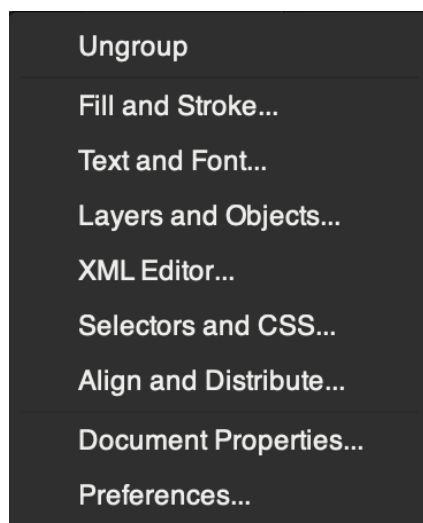 Ungroup
Fill and Stroke...
Text and Font...
Layers and Objects...
XML Editor...
Selectors and CSS...
Align and Distribute...
Document Properties...
Preferences...